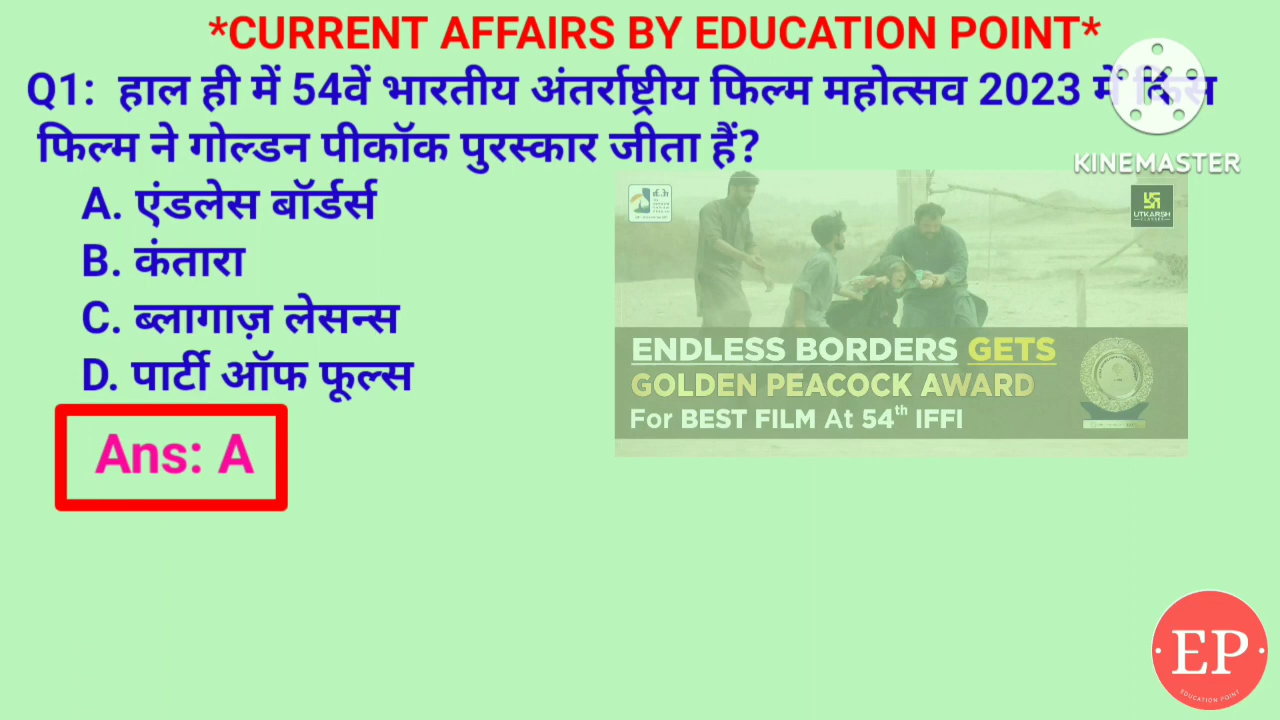 *CURRENT AFFAIRS BY EDUCATION POINT*
Q1: हाल ही में 54वें भारतीय अंतर्राष्ट्रीय फिल्म महोत्सव 2023 में किस
फिल्म ने गोल्डन पीकॉक पुरस्कार जीता हैं?
KINEMASTER
A. एंडलेस बॉर्डर्स
B. कंतारा
C. ब्लागाज़ लेसन्स
D. पार्टी ऑफ फूल्स
Ans: A
UTKARSH
CLASSES
ENDLESS BORDERS GETS
GOLDEN PEACOCK AWARD
For BEST FILM At 54th IFFI
EP
EDUCATION POINT